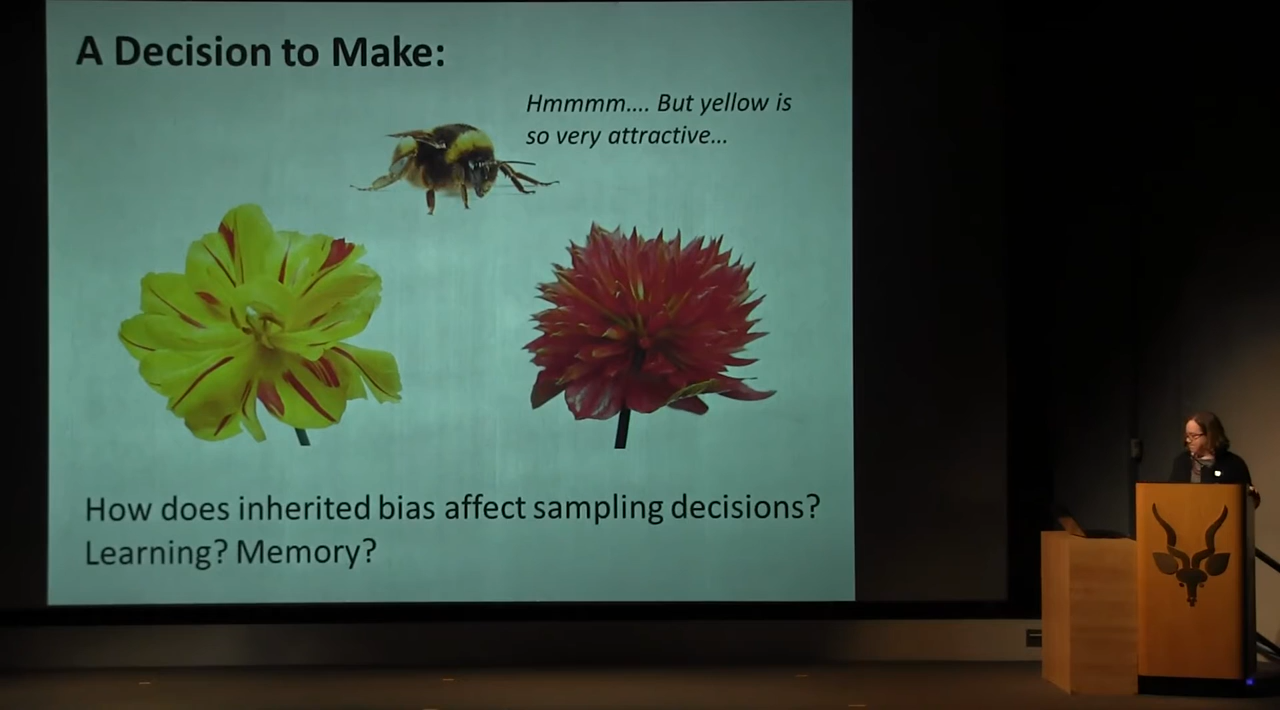 A Decision to Make:
Hmmmm.... But yellow is
so very attractive...
How does inherited bias affect sampling decisions?
Learning? Memory?